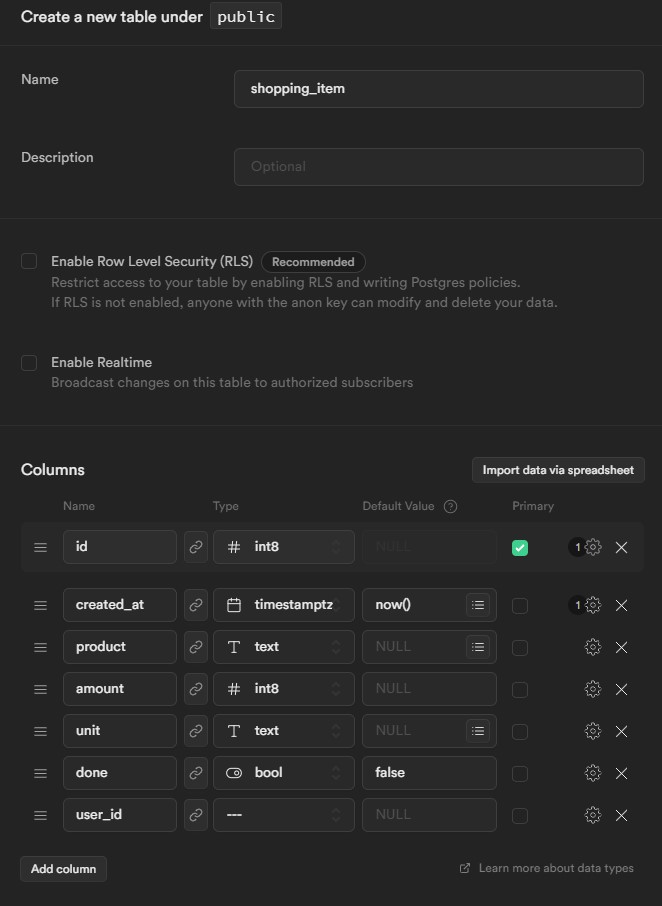 Create a new table under public
Name
shopping_item
Description
Optional
Enable Row Level Security (RLS) Recommended
Restrict access to your table by enabling RLS and writing Postgres policies.
If RLS is not enabled, anyone with the anon key can modify and delete your data.
Enable Realtime
Broadcast changes on this table to authorized subscribers
Columns Import data via spreadsheet
Name Type Default Value ? Primary
id # int8 NULL 1
created_at timestamptz now() 1
product T text NULL
amount # int8 NULL
unit T text NULL
done bool false
user_id --- NULL
Add column Learn more about data types